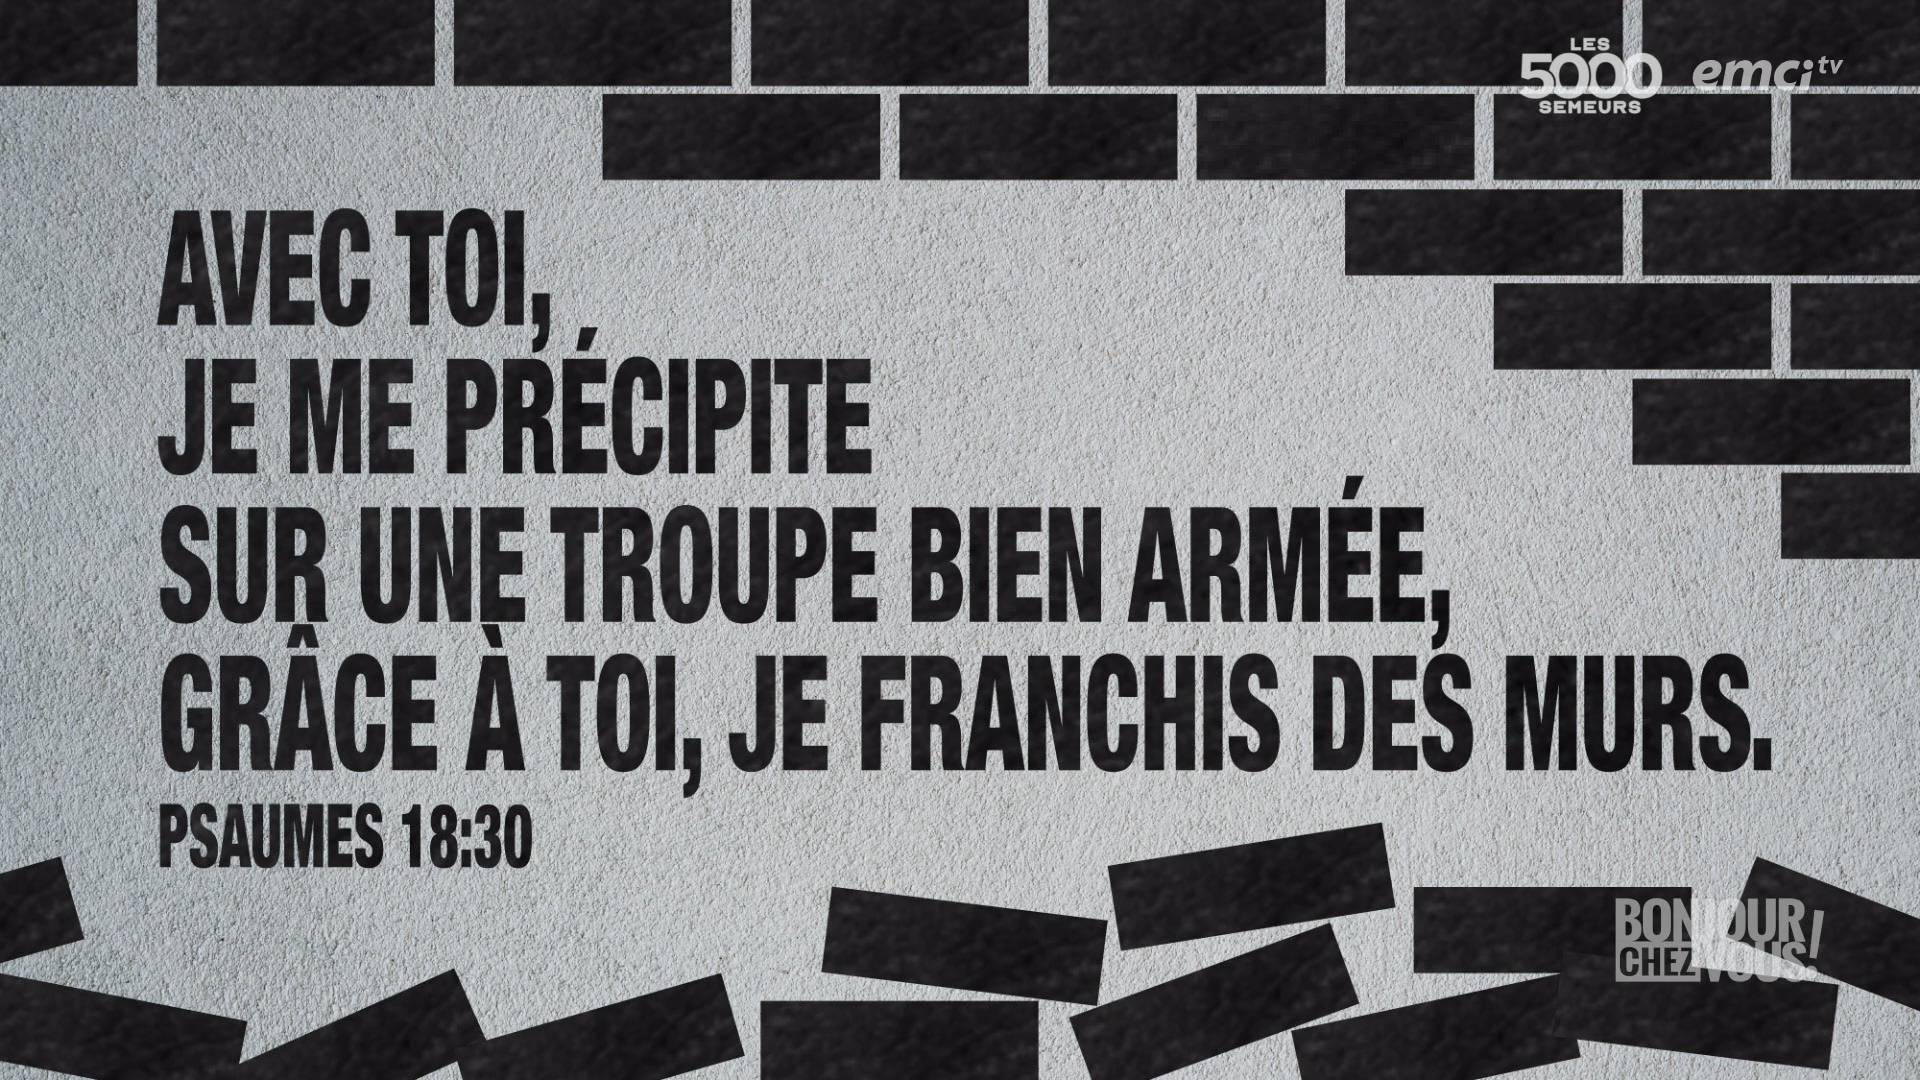 LES
5000
SEMEURS
emci tv
AVEC TOI,
JE ME PRÉCIPITE
SUR UNE TROUPE BIEN ARMÉE,
GRÂCE À TOI, JE FRANCHIS DES MURS.
PSAUMES 18:30
BONJOUR
CHEZ VOUS!